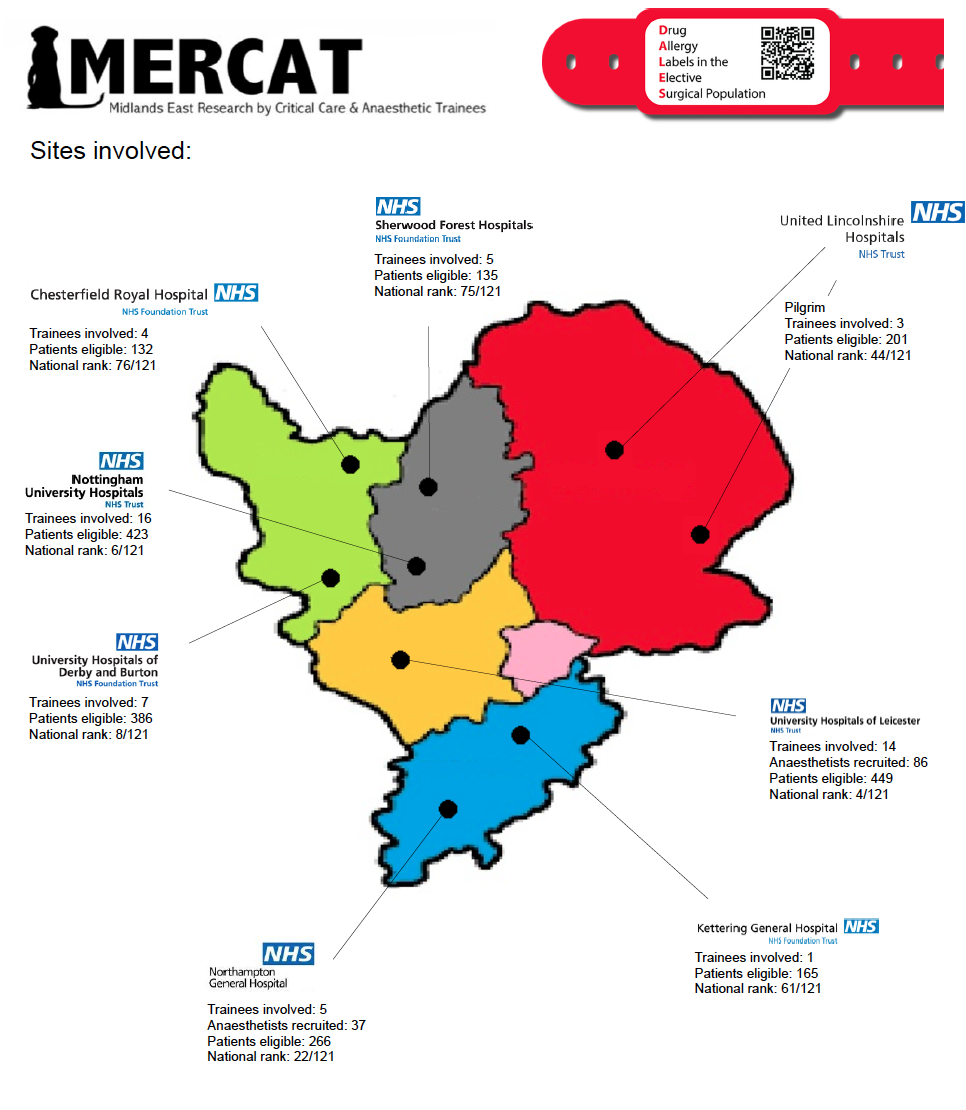 MERCAT
Midlands East Research by Critical Care & Anaesthetic Trainees
Drug
Allergy
Labels in the
Elective
Surgical Population
Sites involved:
NHS
Sherwood Forest Hospitals
NHS Foundation Trust
Trainees involved: 5
Patients eligible: 135
National rank: 75/121
United Lincolnshire NHS
Hospitals
NHS Trust
Pilgrim
Trainees involved: 3
Patients eligible: 201
National rank: 44/121
Chesterfield Royal Hospital NHS
NHS Foundation Trust
Trainees involved: 4
Patients eligible: 132
National rank: 76/121
NHS
Nottingham
University Hospitals
NHS Trust
Trainees involved: 16
Patients eligible: 423
National rank: 6/121
NHS
University Hospitals of
Derby and Burton
NHS Foundation Trust
Trainees involved: 7
Patients eligible: 386
National rank: 8/121
NHS
University Hospitals of Leicester
NHS Trust
Trainees involved: 14
Anaesthetists recruited: 86
Patients eligible: 449
National rank: 4/121
Kettering General Hospital NHS
NHS Foundation Trust
Trainees involved: 1
Patients eligible: 165
National rank: 61/121
NHS
Northampton
General Hospital
Trainees involved: 5
Anaesthetists recruited: 37
Patients eligible: 266
National rank: 22/121